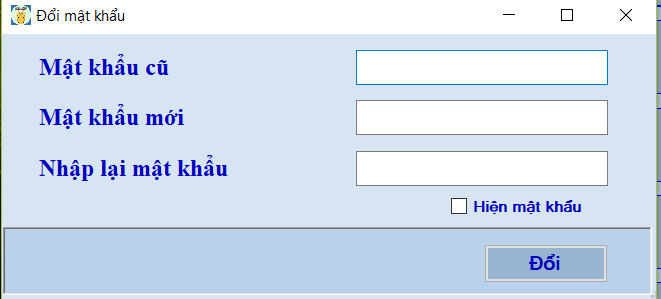 Đổi mật khẩu
Mật khẩu cũ
Mật khẩu mới
Nhập lại mật khẩu
Hiện mật khẩu
Đổi